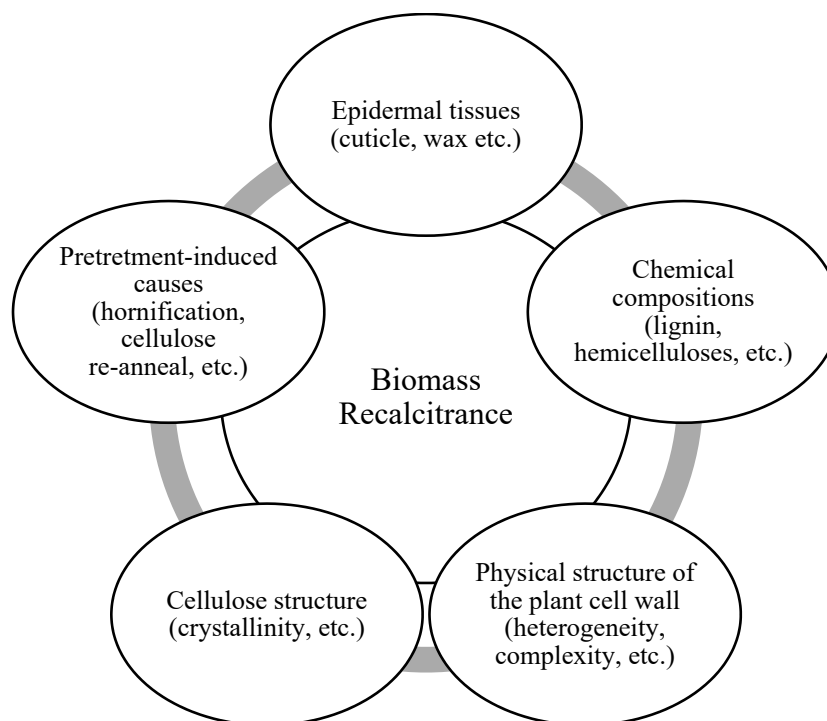 Epidermal tissues
(cuticle, wax etc.)
Pretretment-induced
causes
(hornification,
cellulose
re-anneal, etc.)
Chemical
compositions
(lignin,
hemicelluloses, etc.)
Biomass
Recalcitrance
Cellulose structure
(crystallinity, etc.)
Physical structure of
the plant cell wall
(heterogeneity,
complexity, etc.)